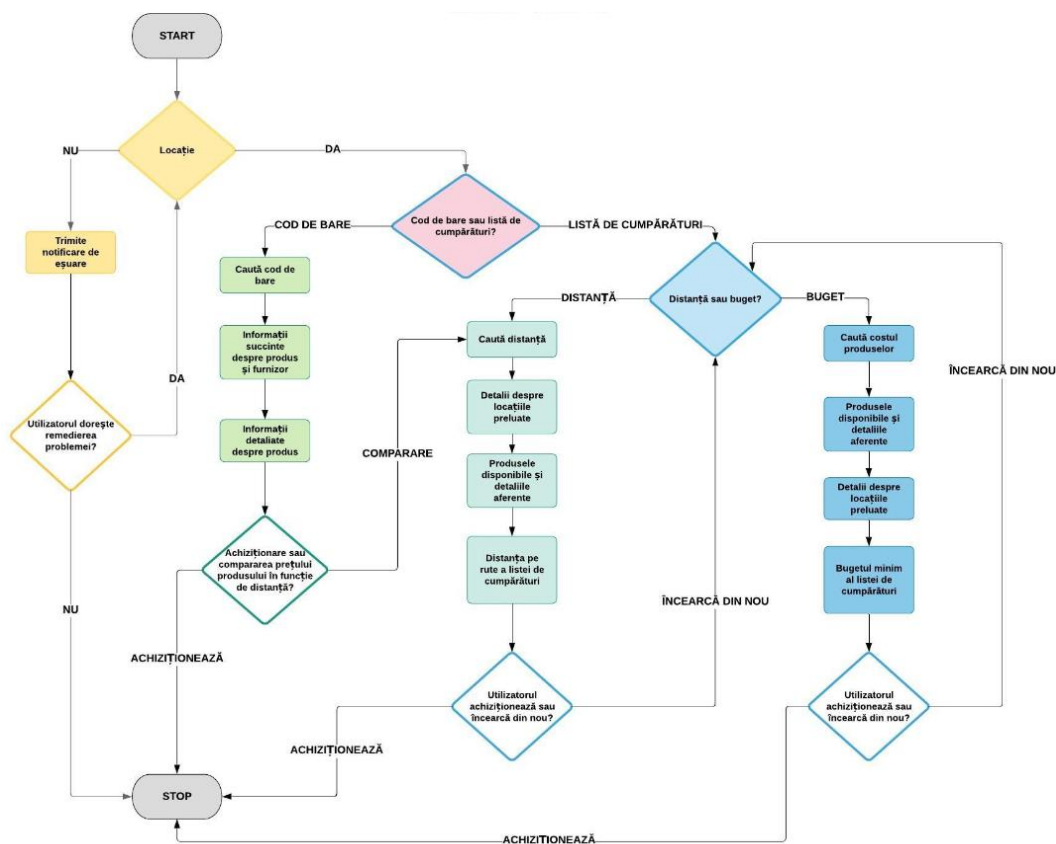 START
Locație
NU
DA
Cod de bare sau listă de
cumpărături?
COD DE BARE
LISTĂ DE CUMPĂRĂTURI
Trimite
notificare de
eșuare
Caută cod de
bare
DISTANȚĂ
Distanță sau buget?
BUGET
Informații
succinte
despre produs
și furnizor
Caută distanță
Caută costul
produselor
DA
ÎNCEARCĂ DIN NOU
Utilizatorul dorește
remedierea
problemei?
Informații
detaliate
despre produs
Detalii despre
locațiile
preluate
Produsele
disponibile și
detaliile
aferente
COMPARARE
Produsele
disponibile și
detaliile
aferente
Detalii despre
locațiile
preluate
Achiziționare sau
compararea prețului
produsului în funcție
de distanță?
Distanța pe
rute a listei de
cumpărături
Bugetul minim
al listei de
cumpărături
NU
ÎNCEARCĂ DIN NOU
ACHIZIȚIONEAZĂ
Utilizatorul
achiziționează sau
încearcă din nou?
Utilizatorul
achiziționează sau
încearcă din nou?
ACHIZIȚIONEAZĂ
STOP
ACHIZIȚIONEAZĂ